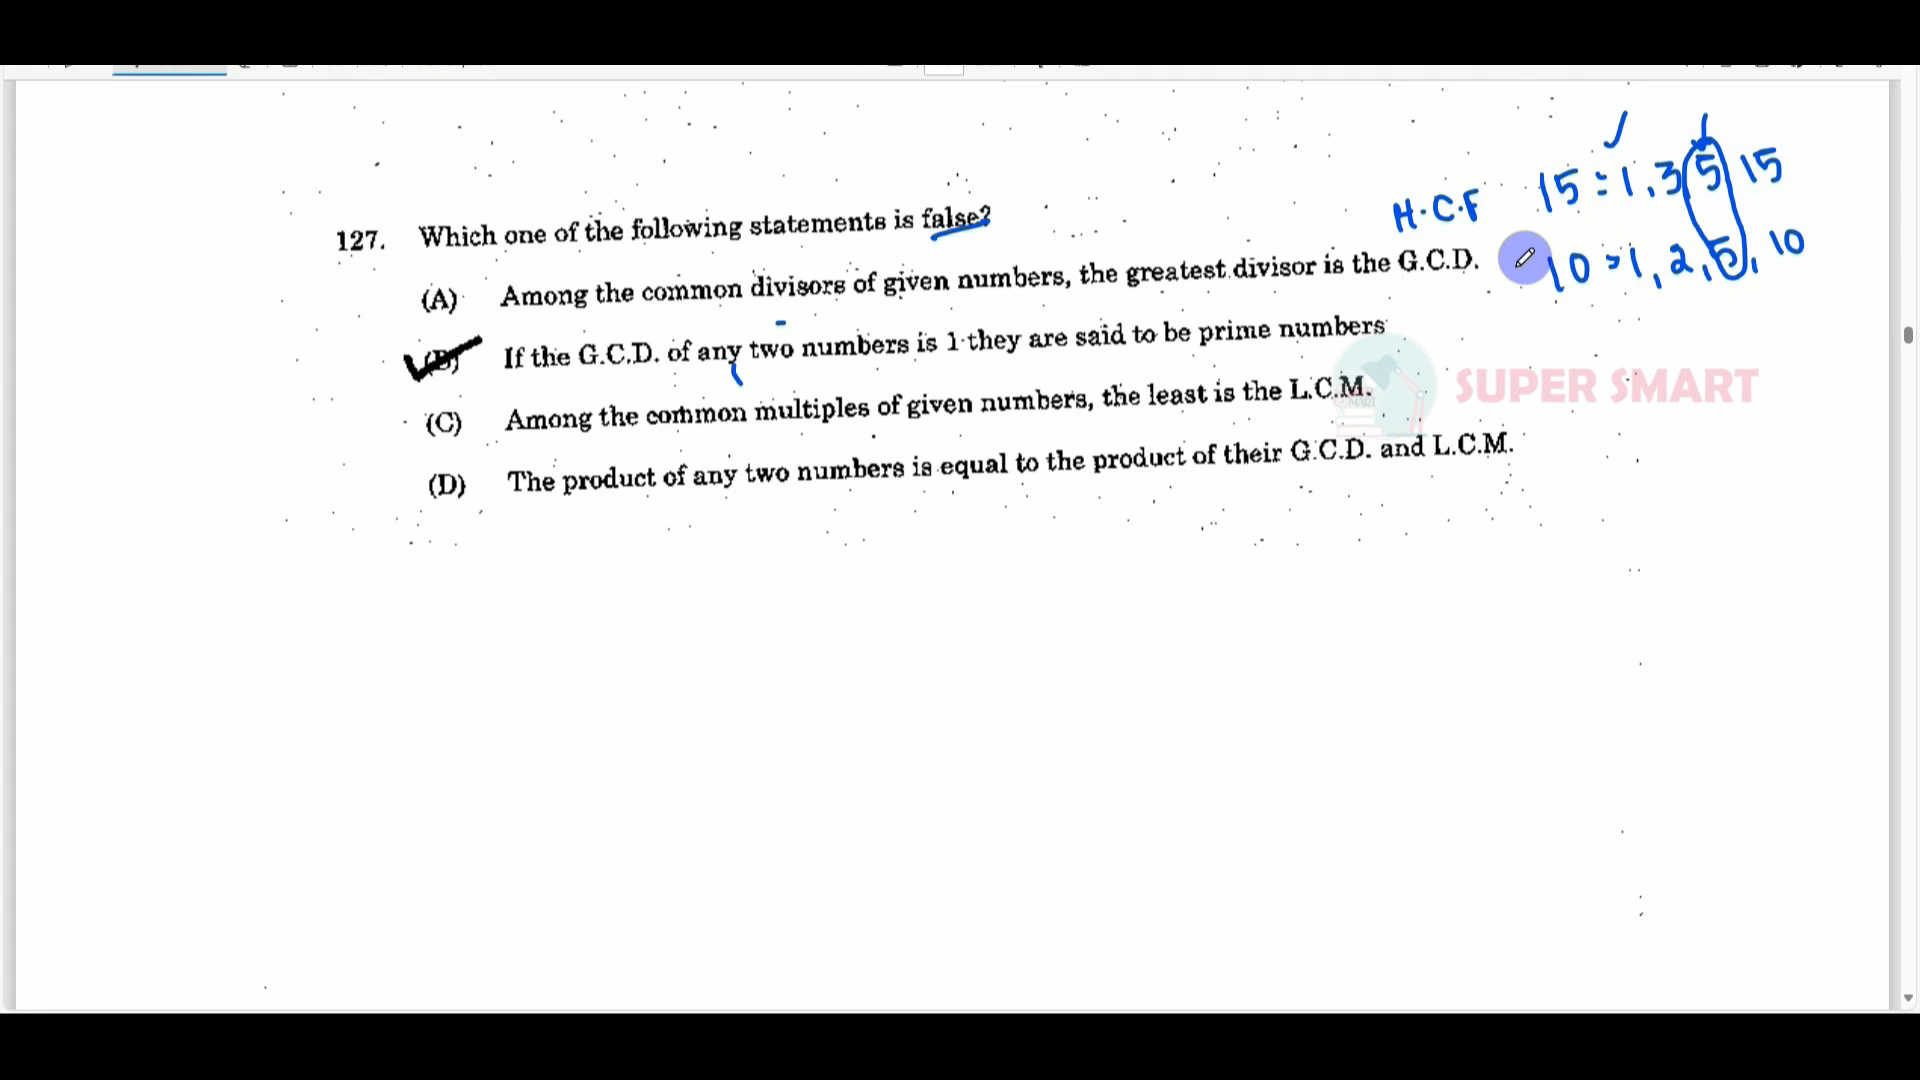 127. Which one of the following statements is false?
(A) Among the common divisors of given numbers, the greatest divisor is the G.C.D.
(B) If the G.C.D. of any two numbers is 1 they are said to be prime numbers
(C) Among the common multiples of given numbers, the least is the L.C.M.
(D) The product of any two numbers is equal to the product of their G.C.D. and L.C.M.
H.C.F
15 = 1, 3, 5, 15
10 = 1, 2, 5, 10
SUPER SMART